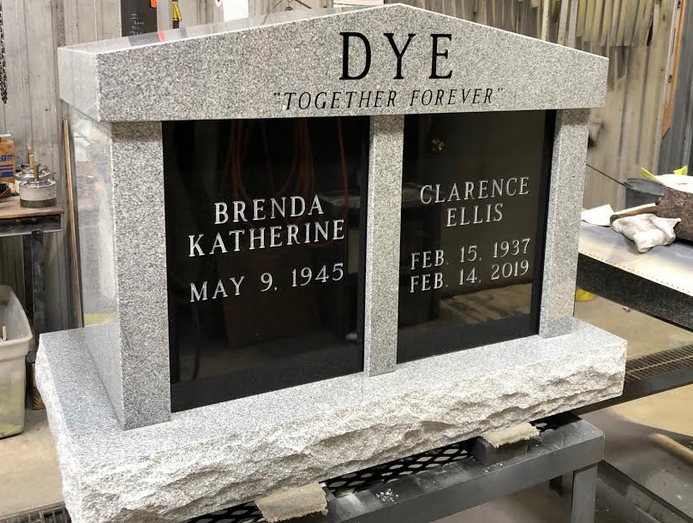 DYE
"TOGETHER FOREVER"
BRENDA
KATHERINE
MAY 9, 1945
CLARENCE
ELLIS
FEB. 15, 1937
FEB. 14, 2019